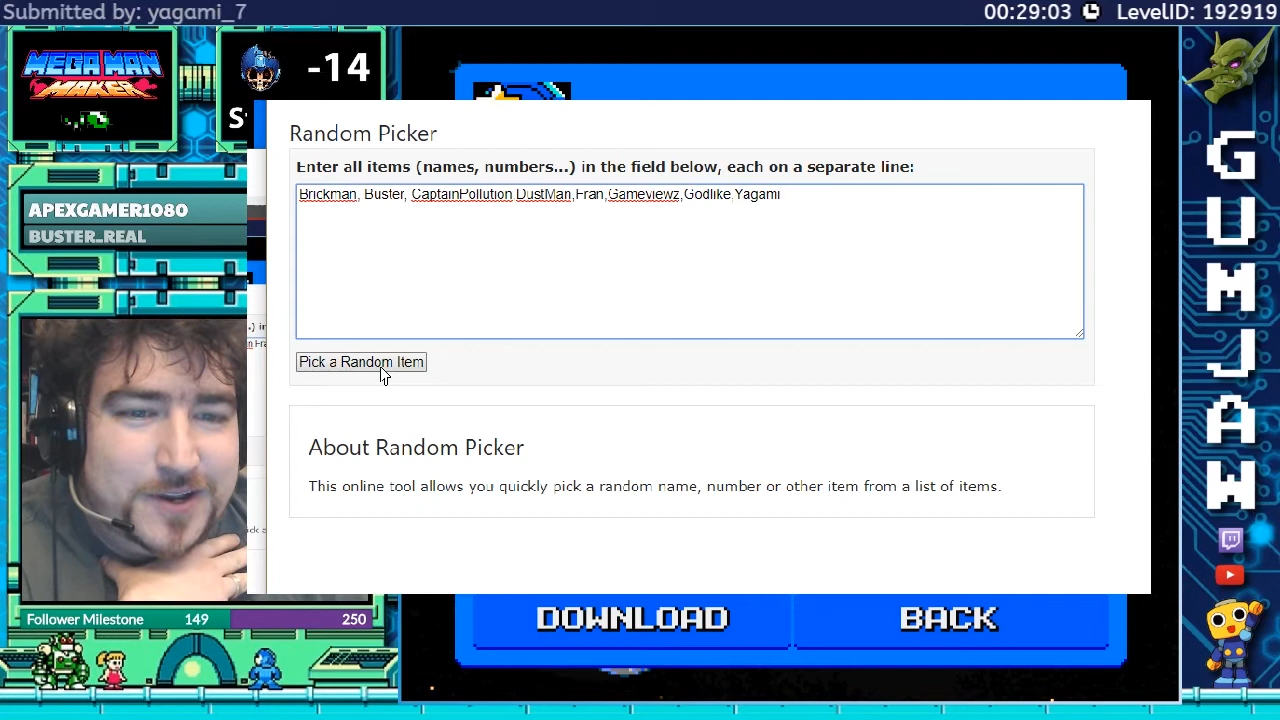 Submitted by: yagami_7
00:29:03
LevelID: 192919
MEGA MAN
MAKER
-14
S
Random Picker
Enter all items (names, numbers...) in the field below, each on a separate line:
Brickman, Buster, CaptainPollution,DustMan,Fran,Gameviewz,Godlike,Yagami
APEXGAMER1080
BUSTER_REAL
Pick a Random Item
About Random Picker
This online tool allows you quickly pick a random name, number or other item from a list of items.
Follower Milestone 149 250
DOWNLOAD
BACK
GUMJAW